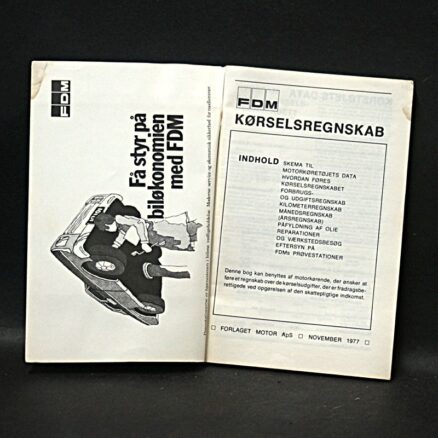 FDM
Få styr på
biløkonomien
med FDM
FDM
KØRSELSREGNSKAB
INDHOLD SKEMA TIL
MOTORKØRETØJETS DATA
HVORDAN FØRES
KØRSELSREGNSKABET
FORBRUGS-
OG UDGIFTSREGNSKAB
KILOMETERREGNSKAB
MÅNEDSREGNSKAB
(ÅRSREGNSKAB)
PÅFYLDNING AF OLIE
REPARATIONER
OG VÆRKSTEDSBESØG
EFTERSYN PÅ
FDMs PRØVESTATIONER
Denne bog kan benyttes af motorkørende, der ønsker at
føre et regnskab over de kørselsudgifter, der er fradragsbe-
rettigede ved opgørelsen af den skattepligtige indkomst.
□ FORLAGET MOTOR ApS □ NOVEMBER 1977 □